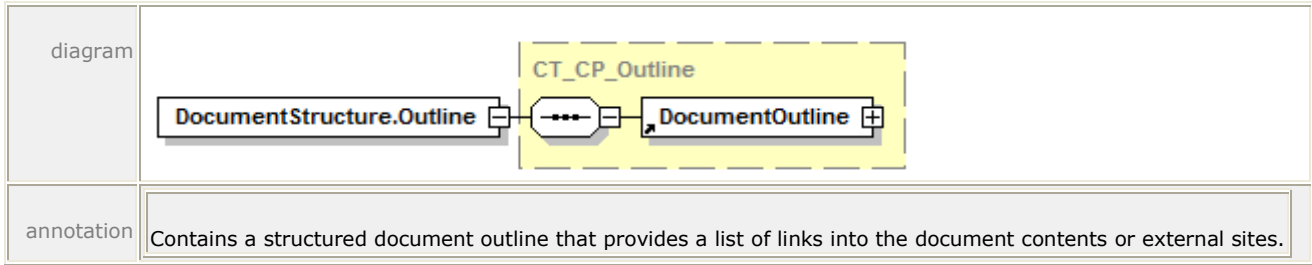 diagram
CT_CP_Outline
DocumentStructure.Outline
DocumentOutline
annotation
Contains a structured document outline that provides a list of links into the document contents or external sites.